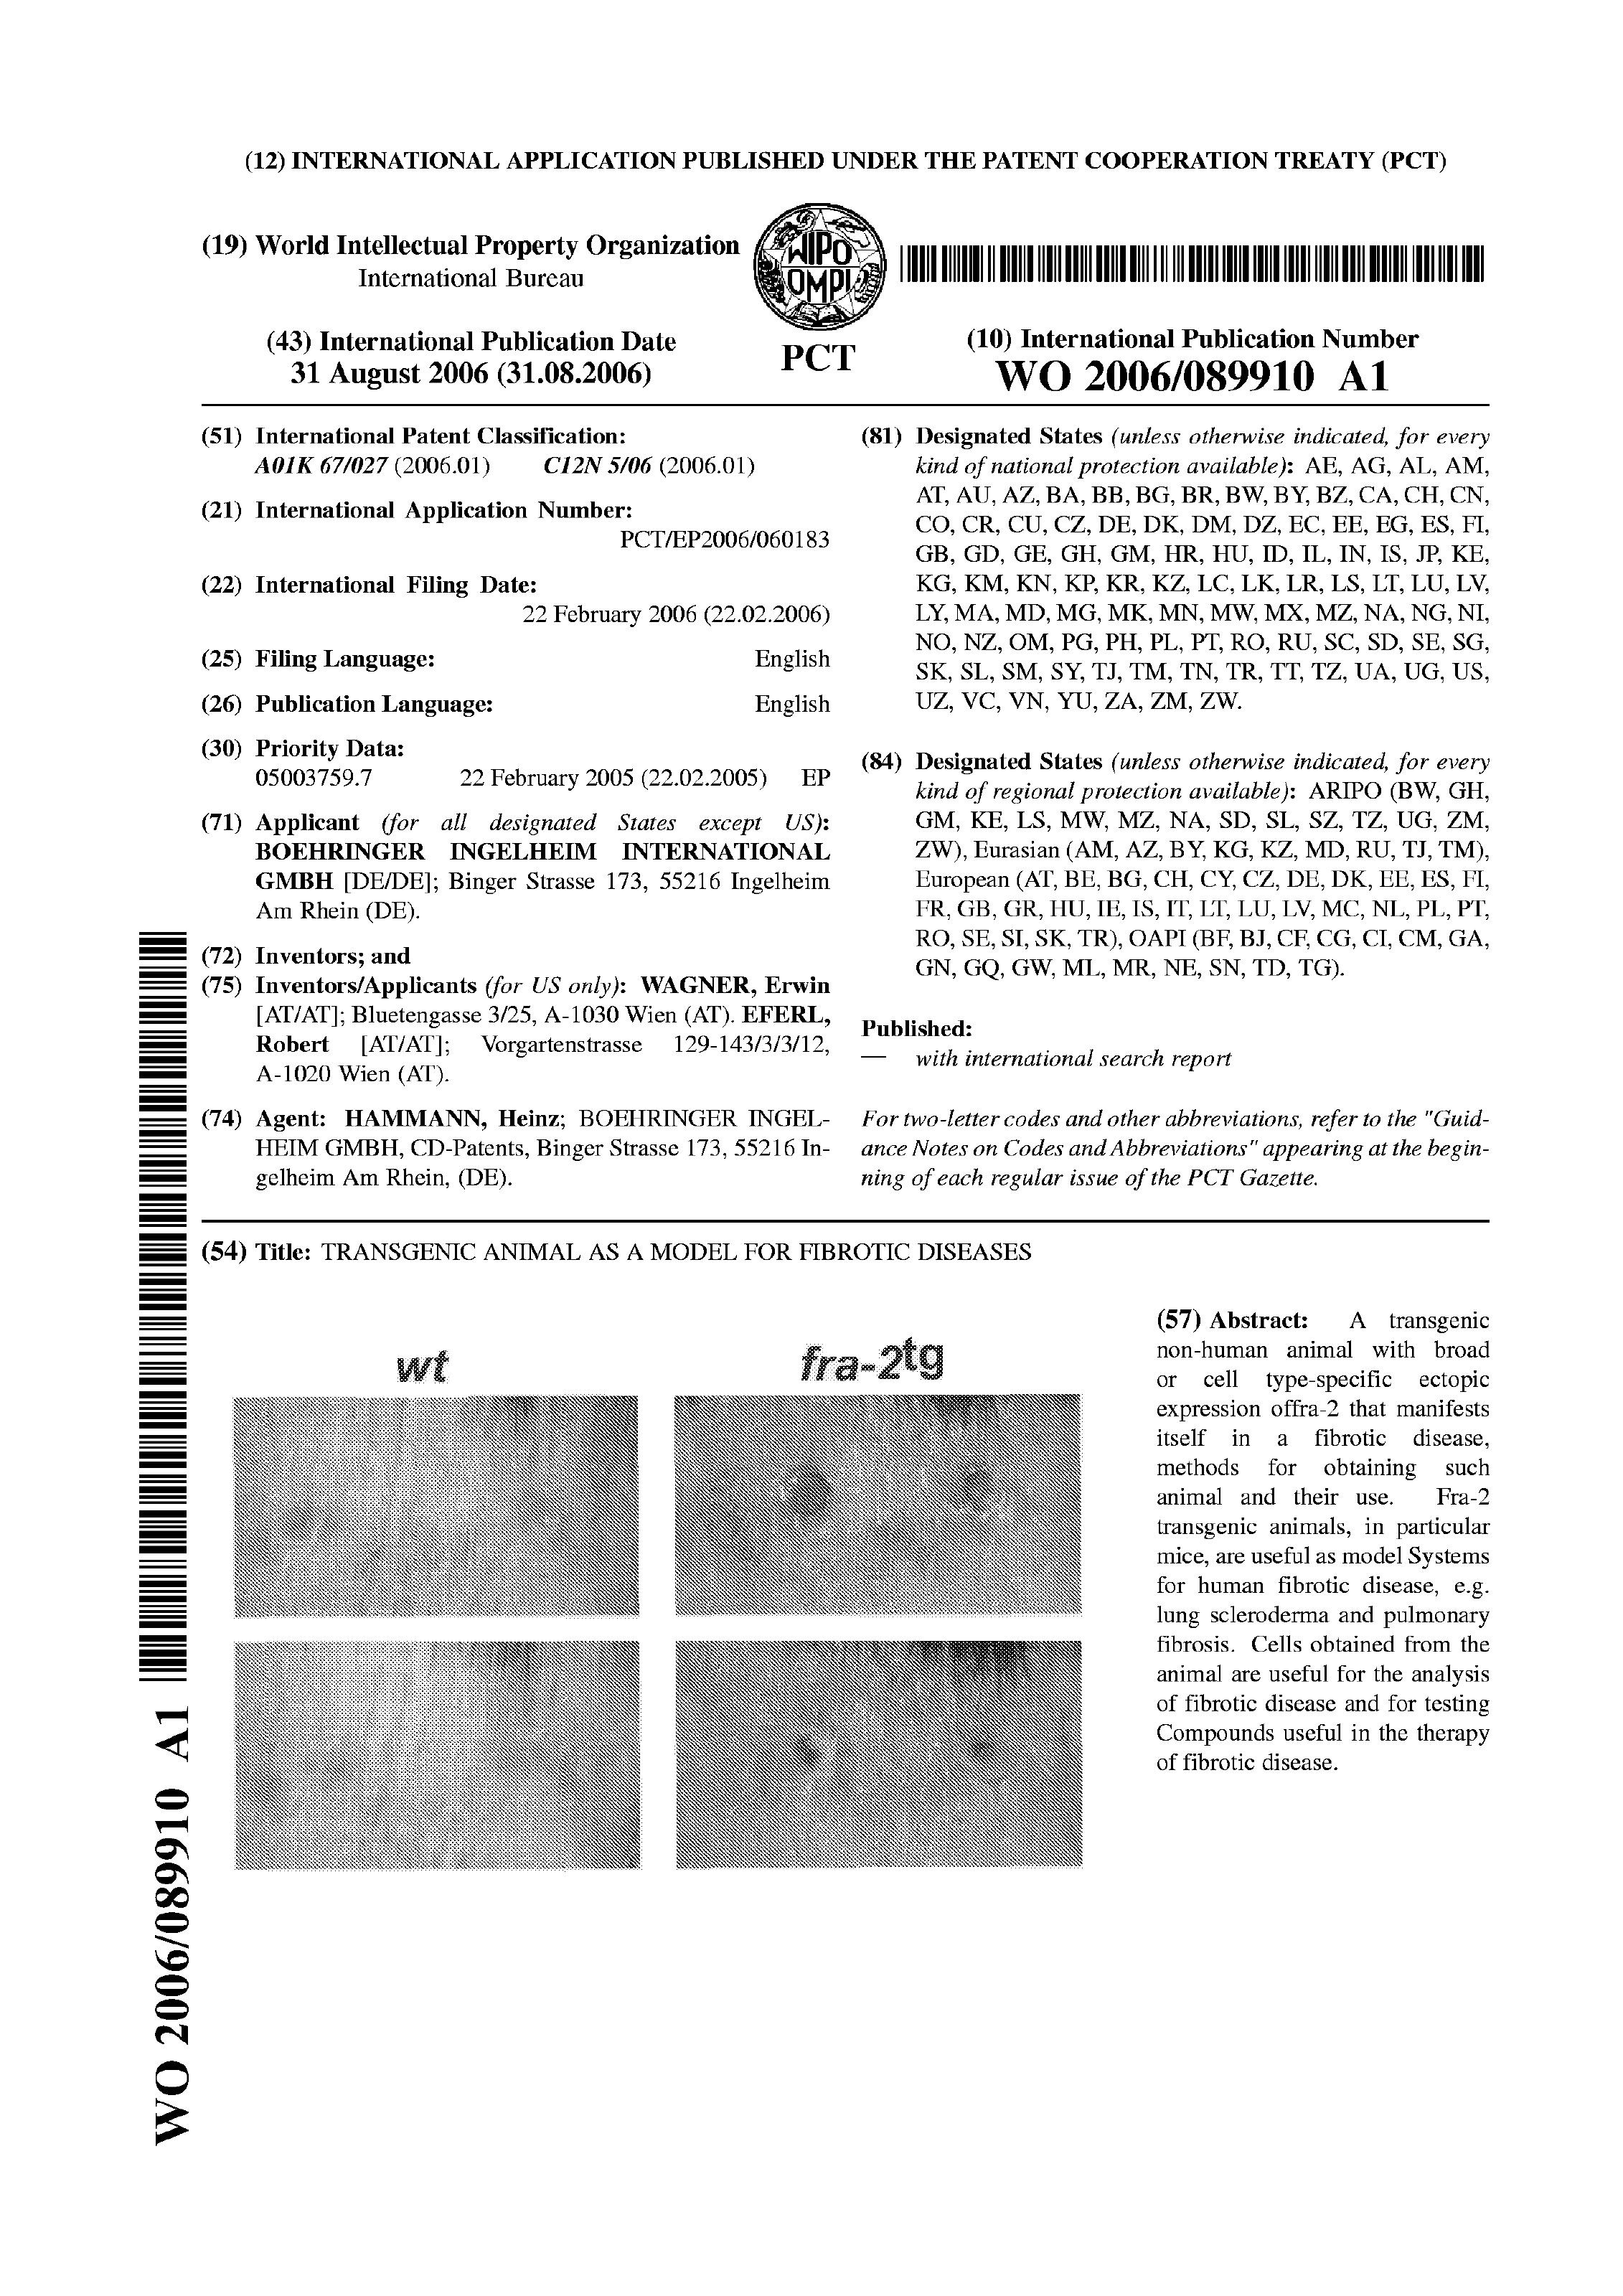 (12) INTERNATIONAL APPLICATION PUBLISHED UNDER THE PATENT COOPERATION TREATY (PCT)
(19) World Intellectual Property Organization
International Bureau
WIPO
OMPI
(43) International Publication Date
31 August 2006 (31.08.2006)
PCT
(10) International Publication Number
WO 2006/089910 A1
(51) International Patent Classification:
A01K 67/027 (2006.01) C12N 5/06 (2006.01)
(21) International Application Number:
PCT/EP2006/060183
(22) International Filing Date:
22 February 2006 (22.02.2006)
(25) Filing Language: English
(26) Publication Language: English
(30) Priority Data:
05003759.7 22 February 2005 (22.02.2005) EP
(71) Applicant (for all designated States except US):
BOEHRINGER INGELHEIM INTERNATIONAL
GMBH [DE/DE]; Binger Strasse 173, 55216 Ingelheim
Am Rhein (DE).
(72) Inventors; and
(75) Inventors/Applicants (for US only): WAGNER, Erwin
[AT/AT]; Bluetengasse 3/25, A-1030 Wien (AT). EFERL,
Robert [AT/AT]; Vorgartenstrasse 129-143/3/3/12,
A-1020 Wien (AT).
(74) Agent: HAMMANN, Heinz; BOEHRINGER INGEL-
HEIM GMBH, CD-Patents, Binger Strasse 173, 55216 In-
gelheim Am Rhein, (DE).
(81) Designated States (unless otherwise indicated, for every
kind of national protection available): AE, AG, AL, AM,
AT, AU, AZ, BA, BB, BG, BR, BW, BY, BZ, CA, CH, CN,
CO, CR, CU, CZ, DE, DK, DM, DZ, EC, EE, EG, ES, FI,
GB, GD, GE, GH, GM, HR, HU, ID, IL, IN, IS, JP, KE,
KG, KM, KN, KP, KR, KZ, LC, LK, LR, LS, LT, LU, LV,
LY, MA, MD, MG, MK, MN, MW, MX, MZ, NA, NG, NI,
NO, NZ, OM, PG, PH, PL, PT, RO, RU, SC, SD, SE, SG,
SK, SL, SM, SY, TJ, TM, TN, TR, TT, TZ, UA, UG, US,
UZ, VC, VN, YU, ZA, ZM, ZW.
(84) Designated States (unless otherwise indicated, for every
kind of regional protection available): ARIPO (BW, GH,
GM, KE, LS, MW, MZ, NA, SD, SL, SZ, TZ, UG, ZM,
ZW), Eurasian (AM, AZ, BY, KG, KZ, MD, RU, TJ, TM),
European (AT, BE, BG, CH, CY, CZ, DE, DK, EE, ES, FI,
FR, GB, GR, HU, IE, IS, IT, LT, LU, LV, MC, NL, PL, PT,
RO, SE, SI, SK, TR), OAPI (BF, BJ, CF, CG, CI, CM, GA,
GN, GQ, GW, ML, MR, NE, SN, TD, TG).
Published:
— with international search report
For two-letter codes and other abbreviations, refer to the "Guid-
ance Notes on Codes and Abbreviations" appearing at the begin-
ning of each regular issue of the PCT Gazette.
(54) Title: TRANSGENIC ANIMAL AS A MODEL FOR FIBROTIC DISEASES
wt
fra-2tg
(57) Abstract: A transgenic
non-human animal with broad
or cell type-specific ectopic
expression offra-2 that manifests
itself in a fibrotic disease,
methods for obtaining such
animal and their use. Fra-2
transgenic animals, in particular
mice, are useful as model Systems
for human fibrotic disease, e.g.
lung scleroderma and pulmonary
fibrosis. Cells obtained from the
animal are useful for the analysis
of fibrotic disease and for testing
Compounds useful in the therapy
of fibrotic disease.
WO 2006/089910 A1